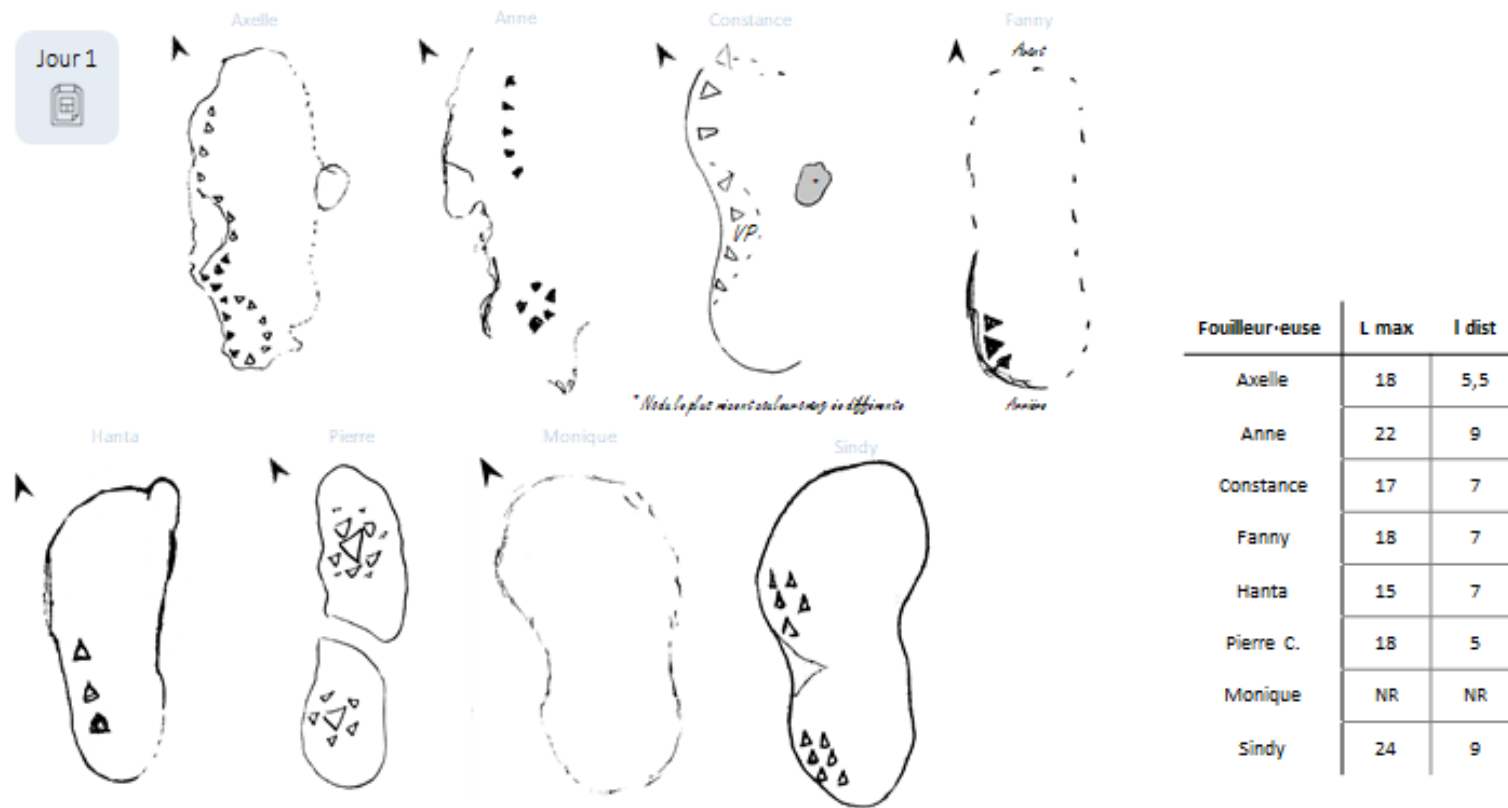 Jour 1
Axelle
Anne
Constance
Fanny
Avant
VP.
Arrière
Hanta
Pierre
Monique
Sindy
Fouilleur·euse L max l dist
Axelle 18 5,5
Anne 22 9
Constance 17 7
Fanny 18 7
Hanta 15 7
Pierre C. 18 5
Monique NR NR
Sindy 24 9